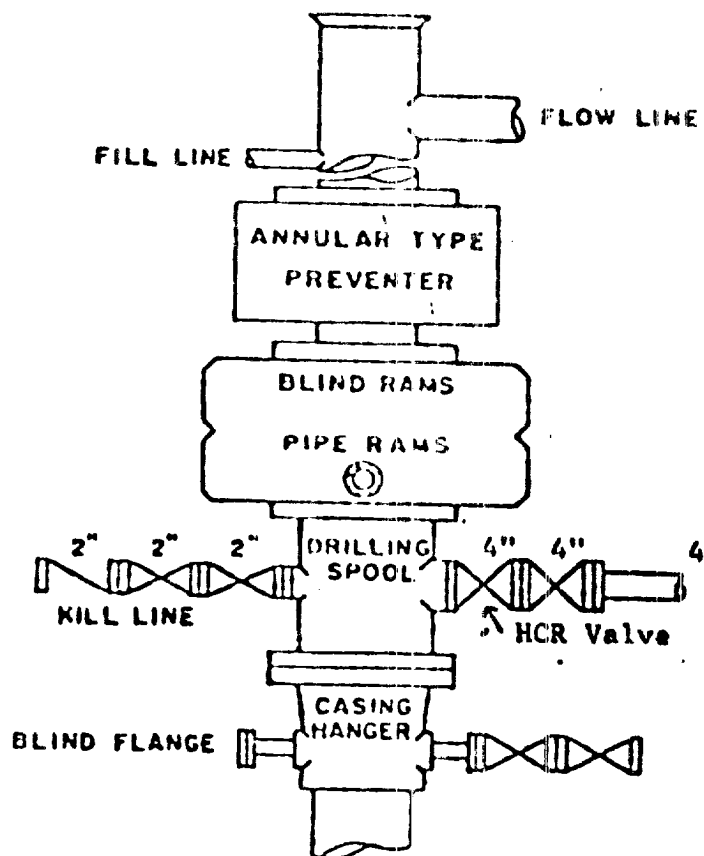 FLOW LINE
FILL LINE
ANNULAR TYPE
PREVENTER
BLIND RAMS
PIPE RAMS
2" 2" 2"
DRILLING
SPOOL
4" 4" 4
KILL LINE
HCR Valve
CASING
HANGER
BLIND FLANGE